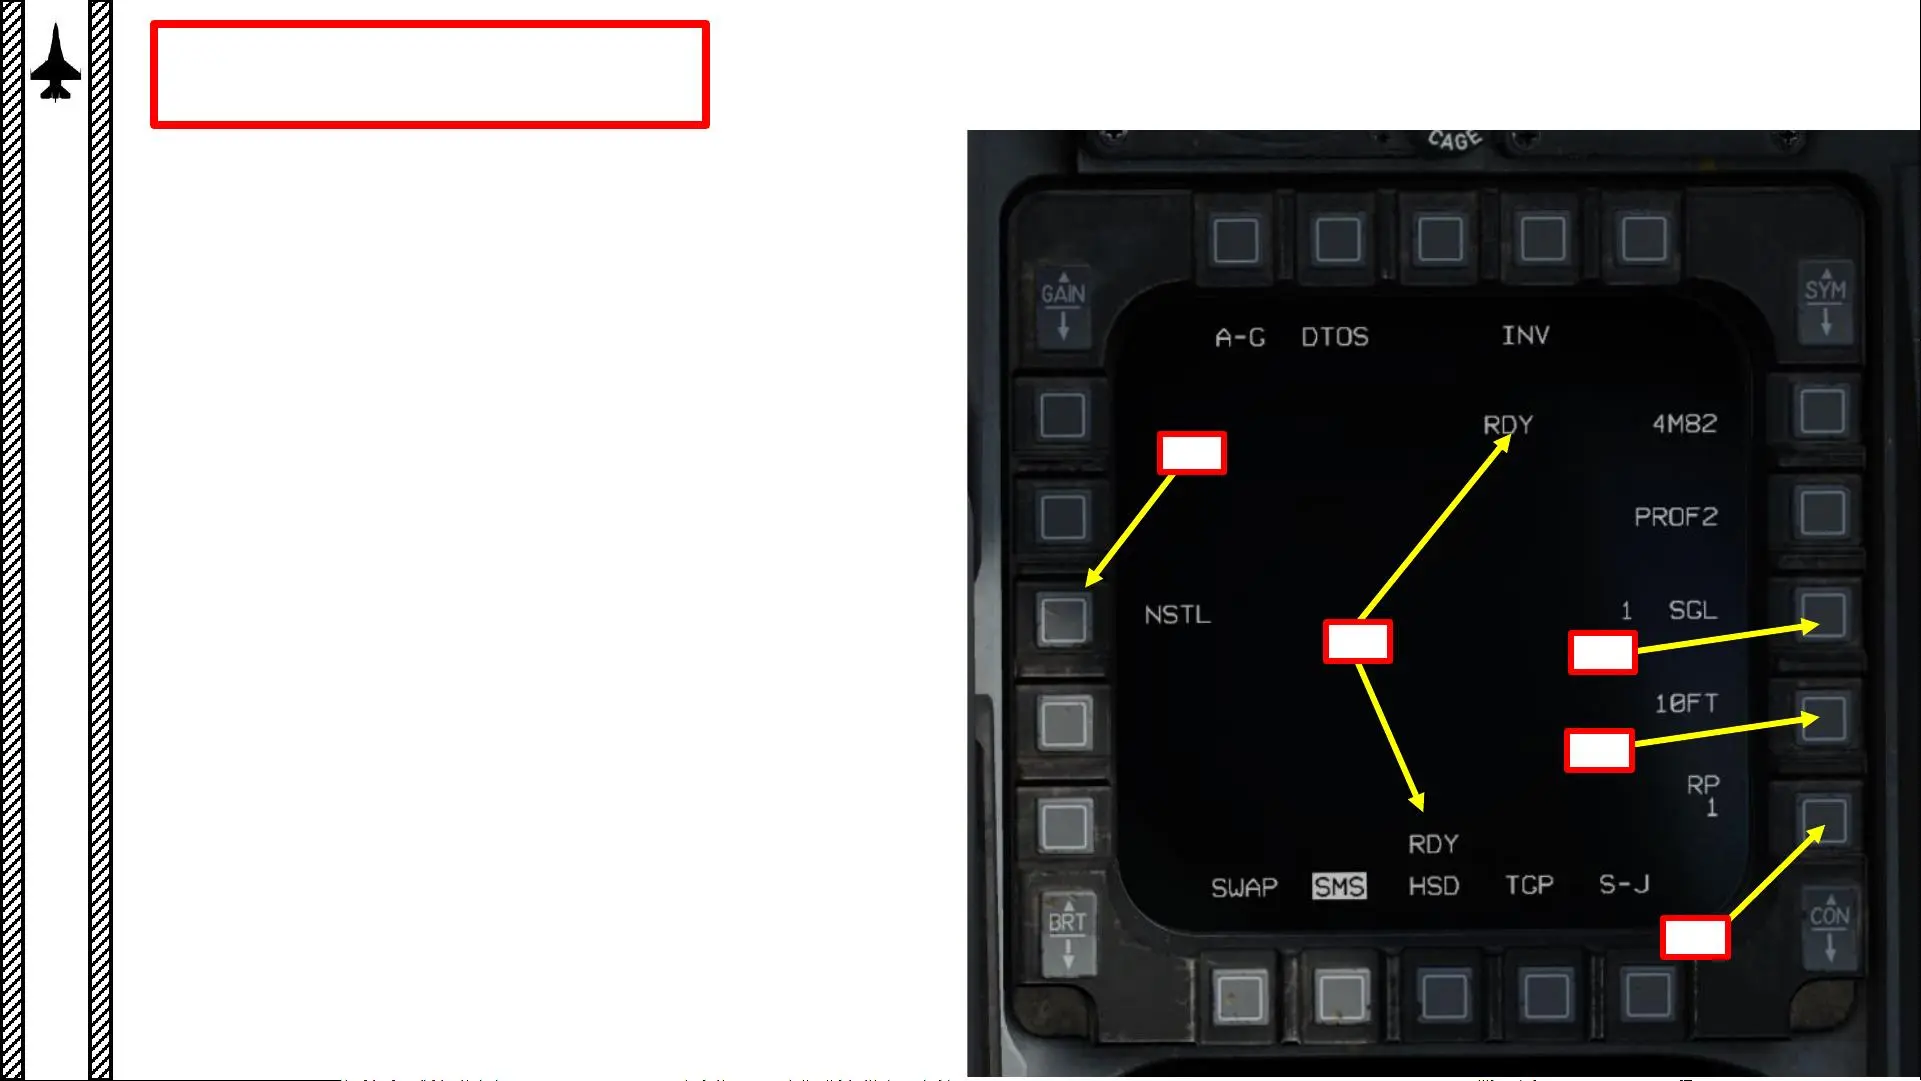 CAGE
GAIN
SYM
A-G DTOS INV
RDY 4M82
PROF2
NSTL 1 SGL
10FT
RP
1
RDY
SWAP SMS HSD TGP S-J
BRT
CON